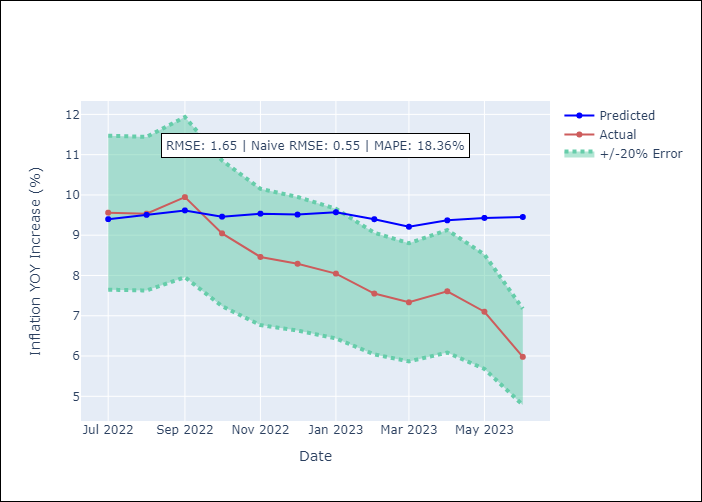 RMSE: 1.65 | Naive RMSE: 0.55 | MAPE: 18.36%
Predicted
Actual
+/-20% Error
Inflation YOY Increase (%)
12
11
10
9
8
7
6
5
Jul 2022 Sep 2022 Nov 2022 Jan 2023 Mar 2023 May 2023
Date